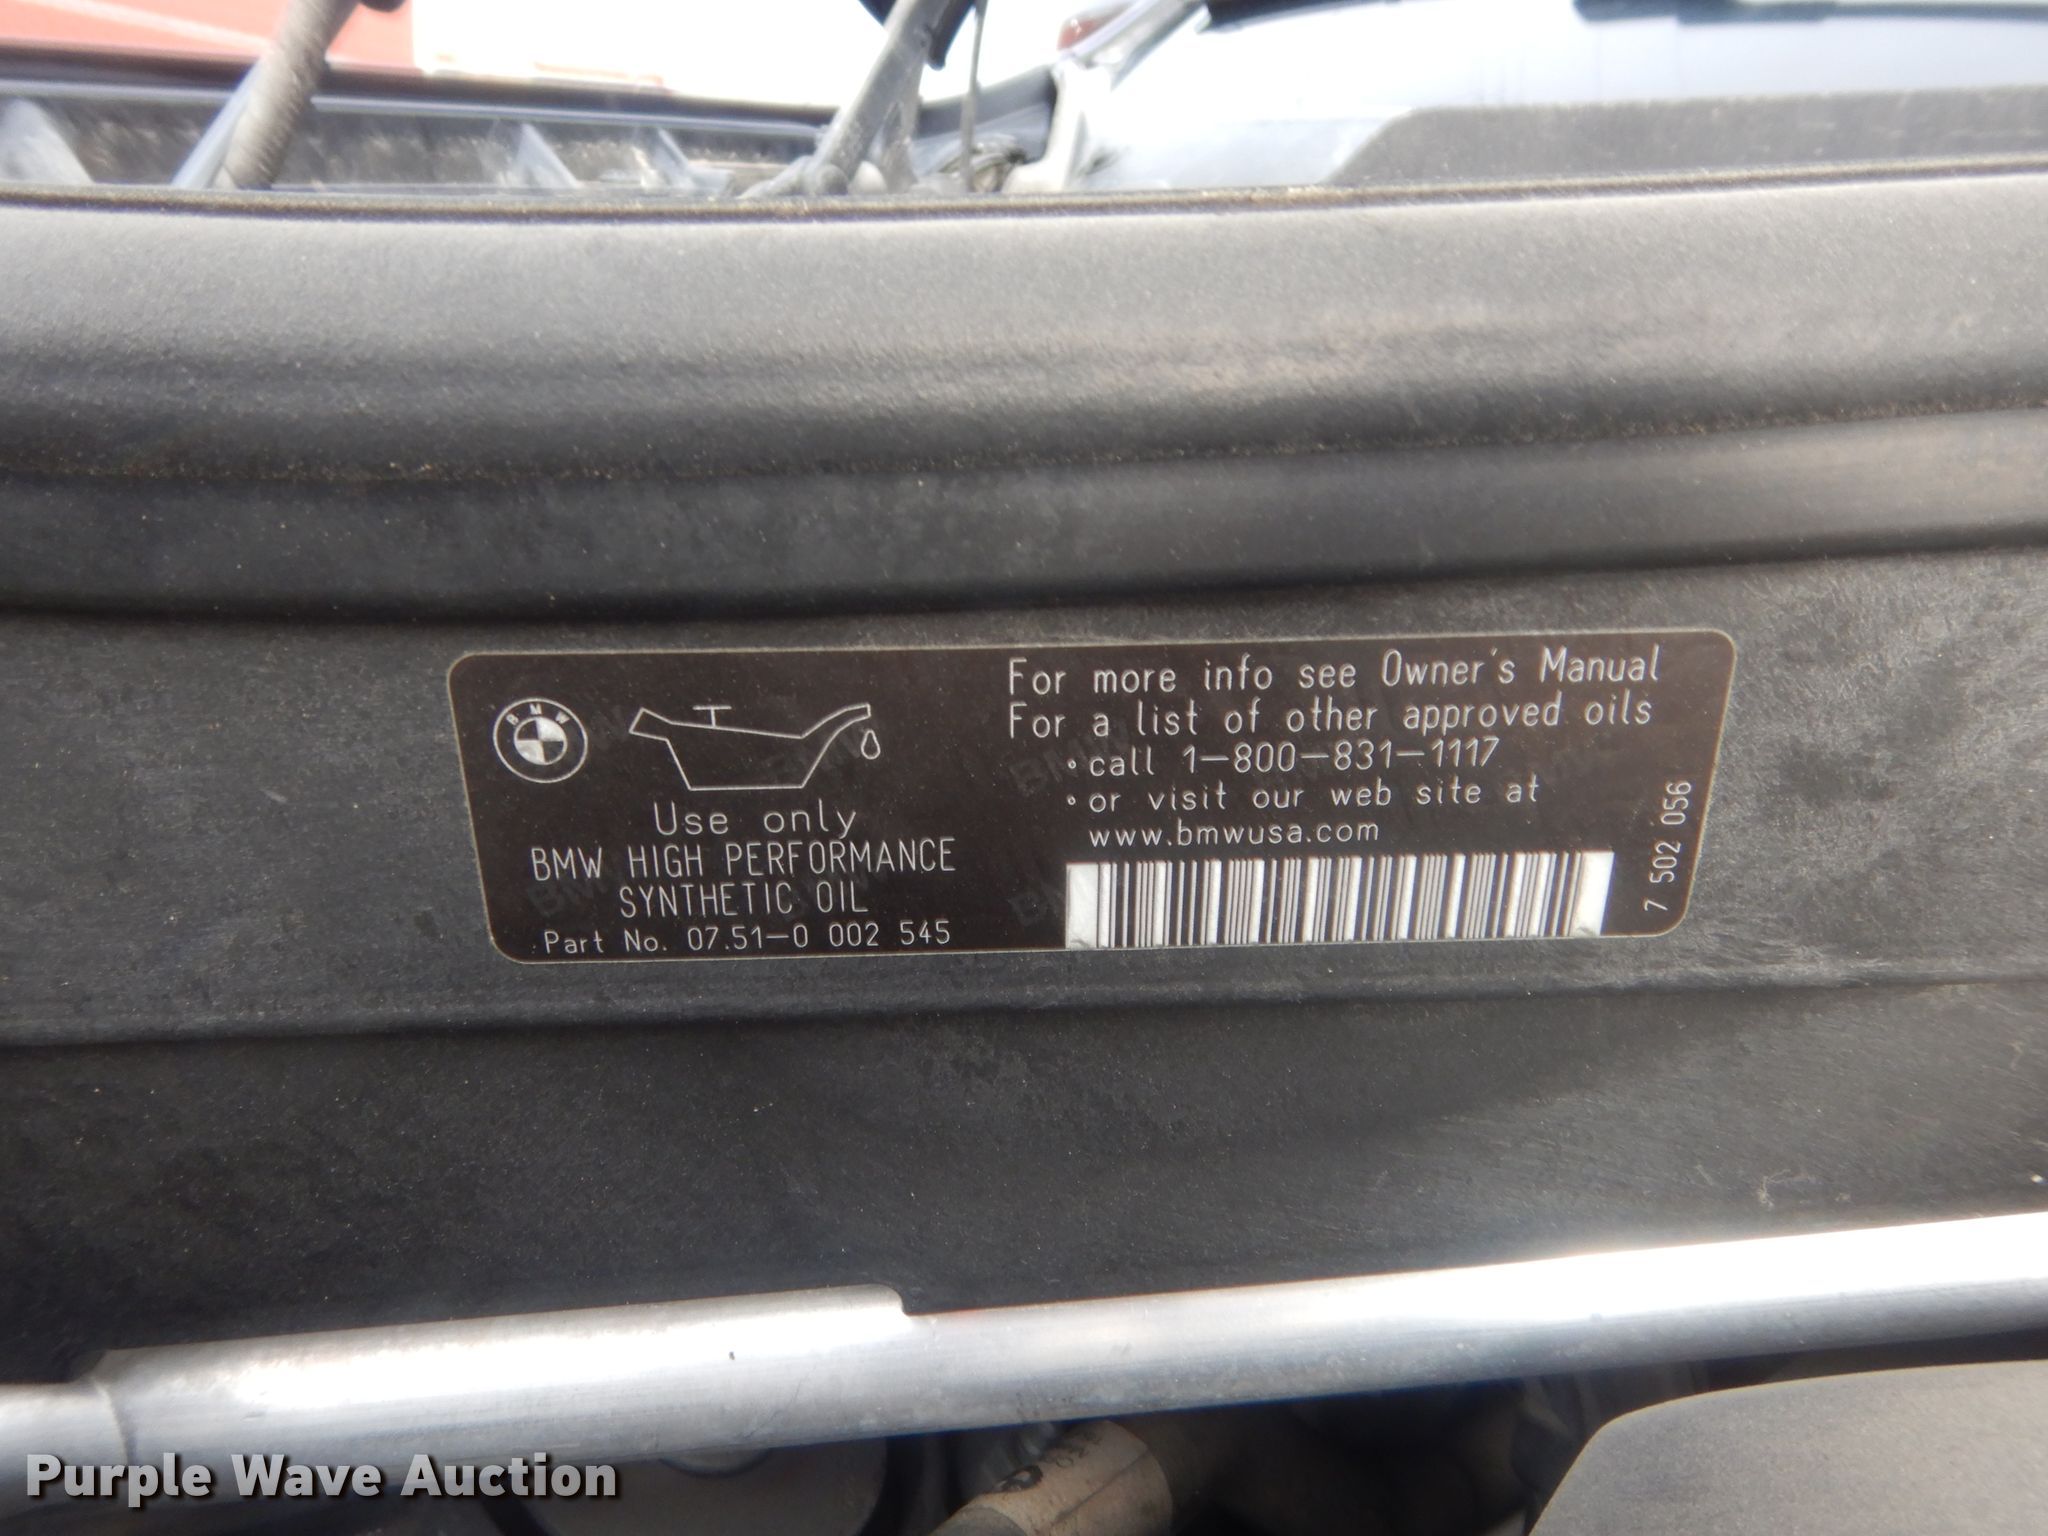 BMW
Use only
BMW HIGH PERFORMANCE
SYNTHETIC OIL
Part No. 07.51-0 002 545
For more info see Owner's Manual
For a list of other approved oils
• call 1-800-831-1117
• or visit our web site at
www.bmwusa.com
7 502 056
Purple Wave Auction